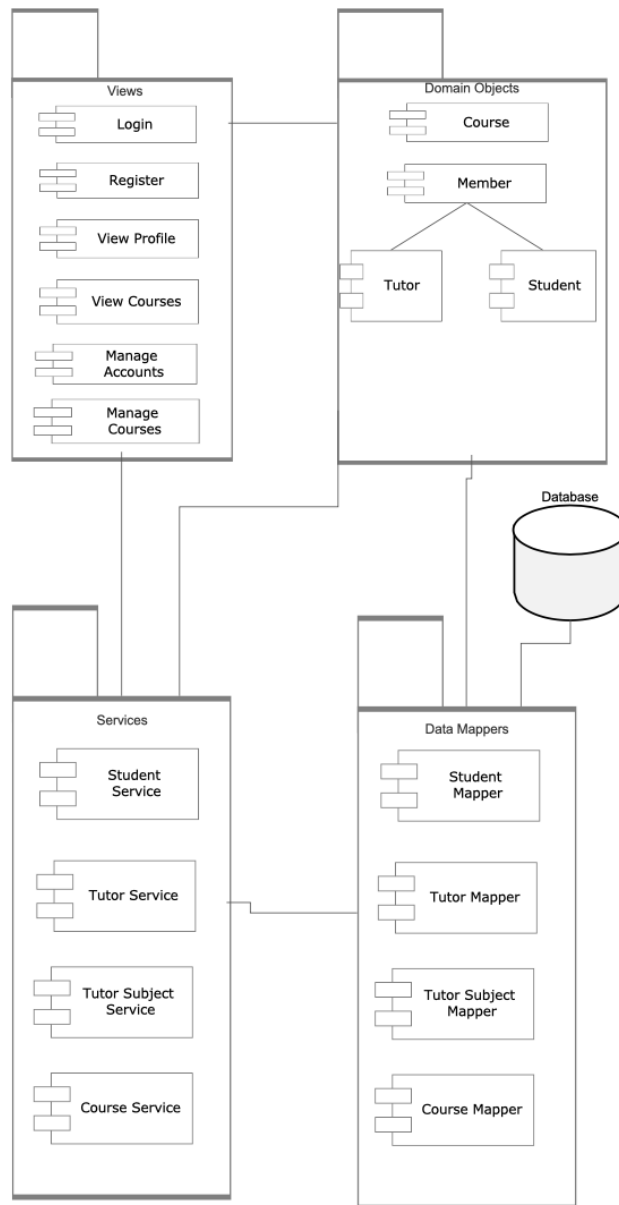 Views
Login
Register
View Profile
View Courses
Manage
Accounts
Manage
Courses
Domain Objects
Course
Member
Tutor
Student
Database
Services
Student
Service
Tutor Service
Tutor Subject
Service
Course Service
Data Mappers
Student
Mapper
Tutor Mapper
Tutor Subject
Mapper
Course Mapper